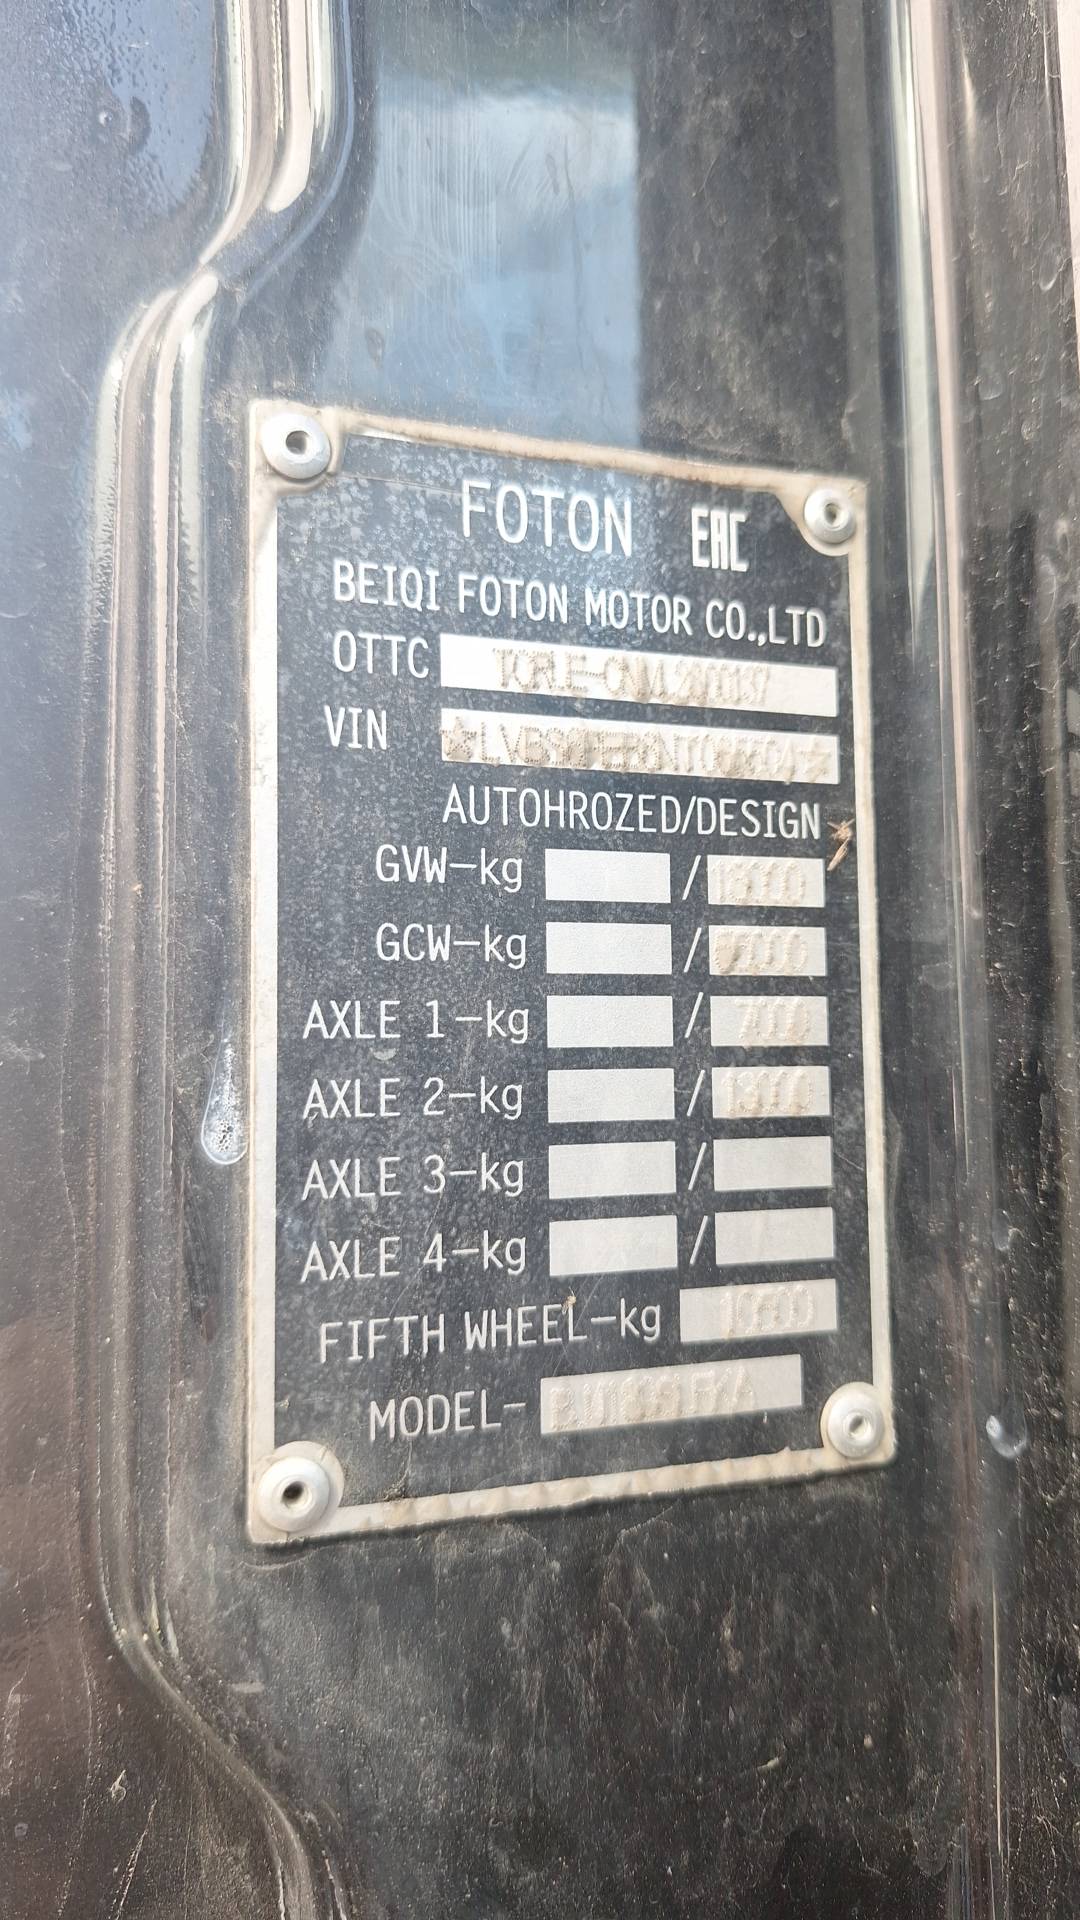 FOTON EAC
BEIQI FOTON MOTOR CO.,LTD
OTTC
VIN
AUTOHROZED/DESIGN
GVW-kg / 18000
GCW-kg /
AXLE 1-kg / 7000
AXLE 2-kg / 13000
AXLE 3-kg /
AXLE 4-kg /
FIFTH WHEEL-kg
MODEL-